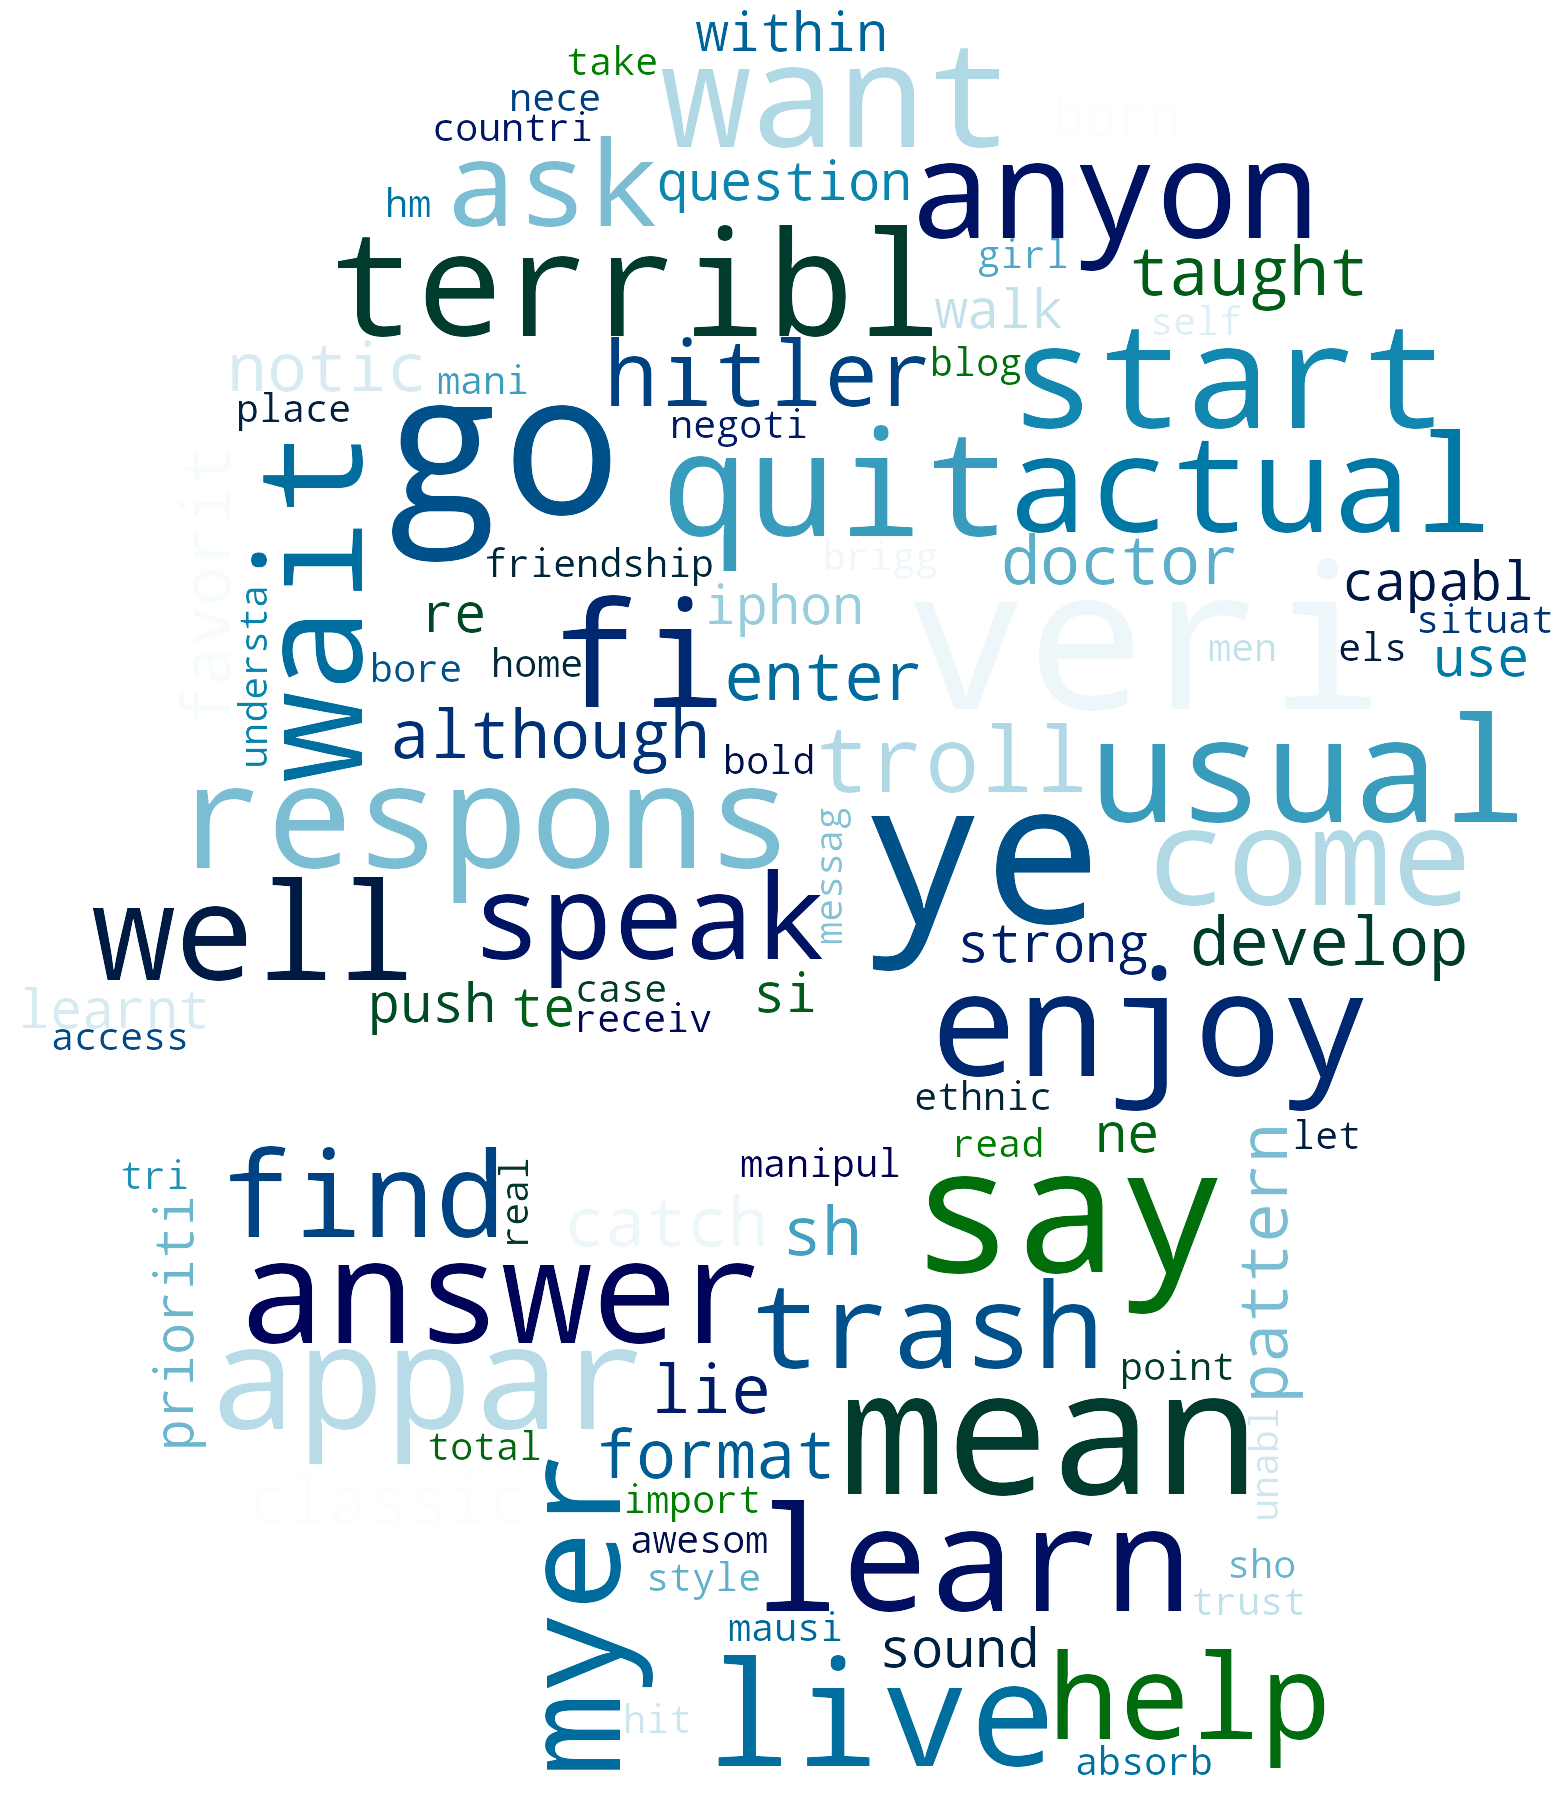 within
take
want
nece
born
countri
ask
question
anyon
hm
terribl
girl
taught
walk
self
notic
mani
hitler
blog
start
place
go
negoti
wait
quit
actual
favorit
friendship
brigg
doctor
capabl
understa
re
fi
iphon
veri
situat
bore
home
enter
men
els
use
although
bold
troll
usual
respons
messag
ye
come
well
speak
strong
develop
learnt
access
push
te
case
receiv
si
enjoy
ethnic
tri
find
real
manipul
read
ne
let
prioriti
catch
sh
say
pattern
answer
trash
appar
lie
point
mean
total
format
unabl
classic
myer
import
awesom
learn
style
sho
trust
mausi
sound
hit
live
help
absorb